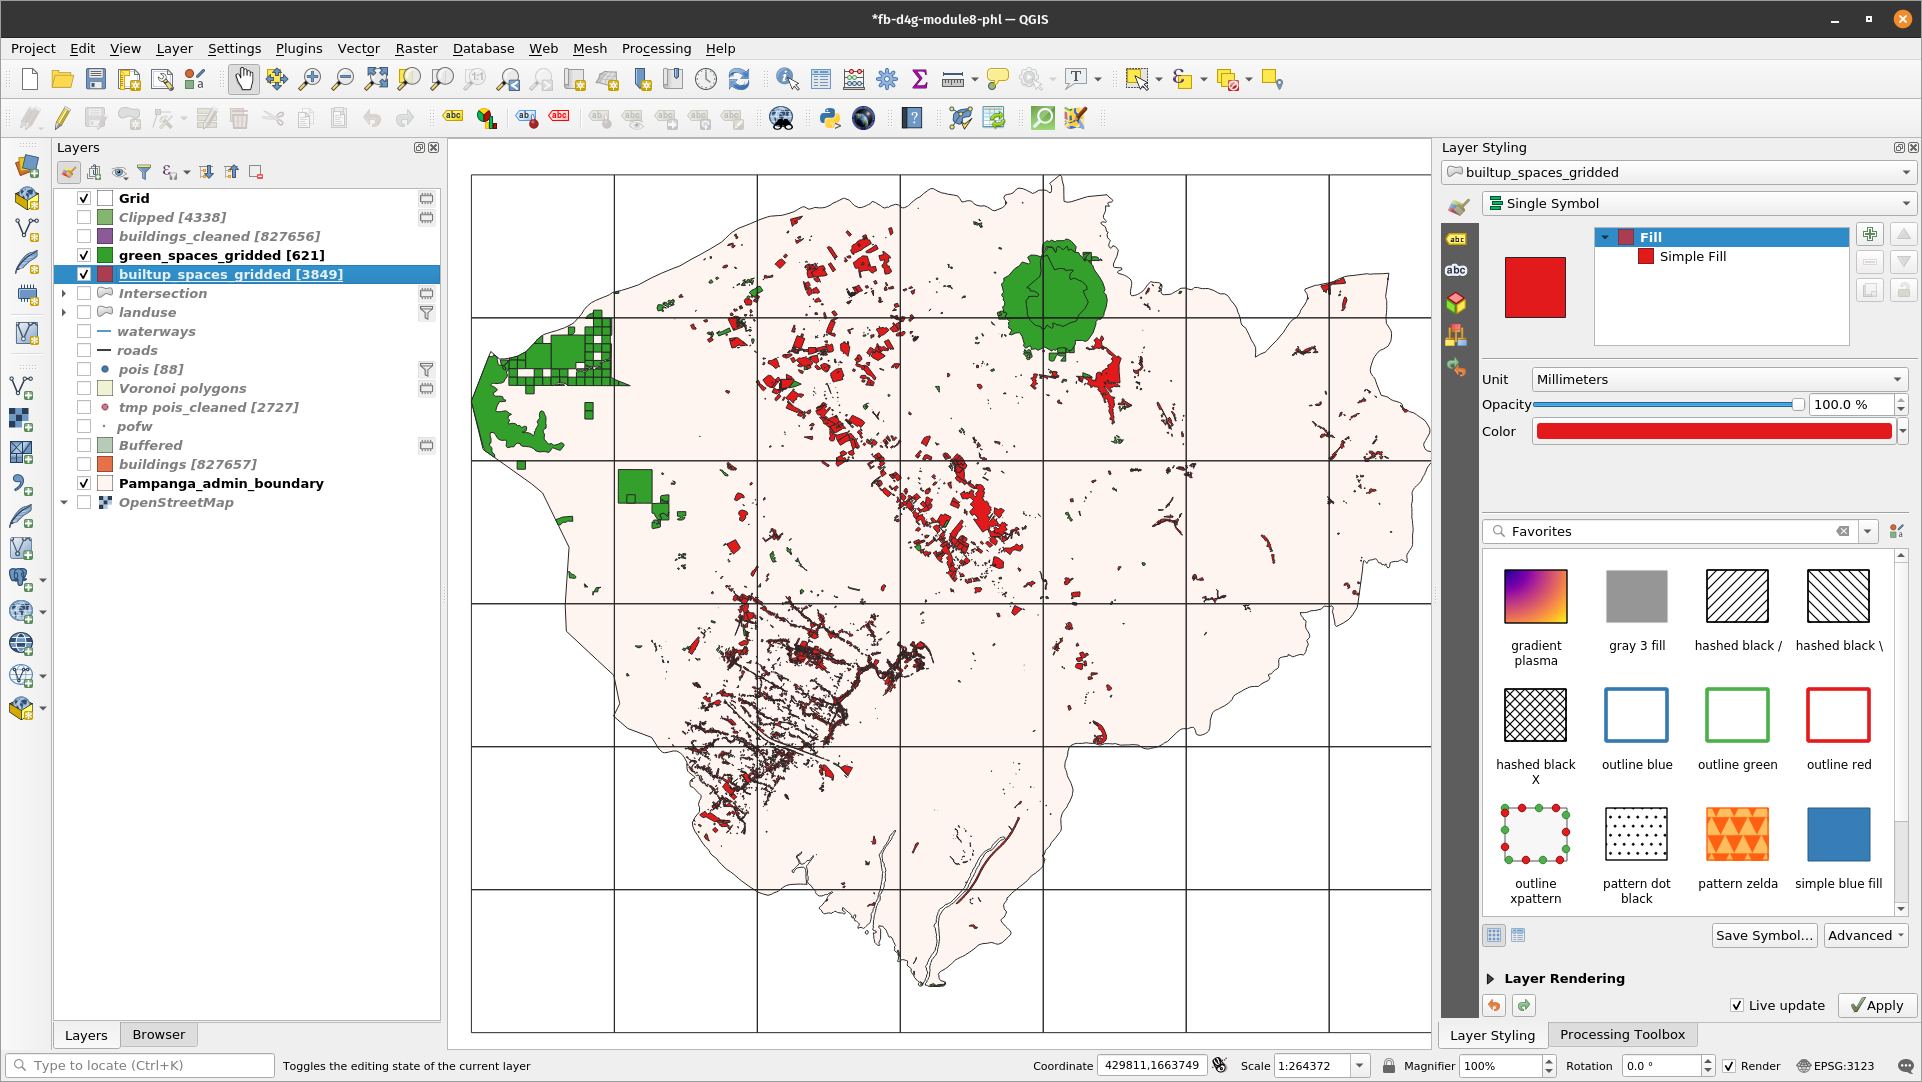 *fb-d4g-module8-phl — QGIS
Project Edit View Layer Settings Plugins Vector Raster Database Web Mesh Processing Help
Layers
Grid
Clipped [4338]
buildings_cleaned [827656]
green_spaces_gridded [621]
builtup_spaces_gridded [3849]
Intersection
landuse
waterways
roads
pois [88]
Voronoi polygons
tmp pois_cleaned [2727]
pofw
Buffered
buildings [827657]
Pampanga_admin_boundary
OpenStreetMap
Layers Browser
Layer Styling
builtup_spaces_gridded
Single Symbol
Fill
Simple Fill
Unit Millimeters
Opacity 100.0 %
Color
Favorites
gradient plasma
gray 3 fill
hashed black /
hashed black \
hashed black X
outline blue
outline green
outline red
outline xpattern
pattern dot black
pattern zelda
simple blue fill
Save Symbol... Advanced
Layer Rendering
Live update Apply
Layer Styling Processing Toolbox
Type to locate (Ctrl+K) Toggles the editing state of the current layer Coordinate 429811,1663749 Scale 1:264372 Magnifier 100% Rotation 0.0 ° Render EPSG:3123